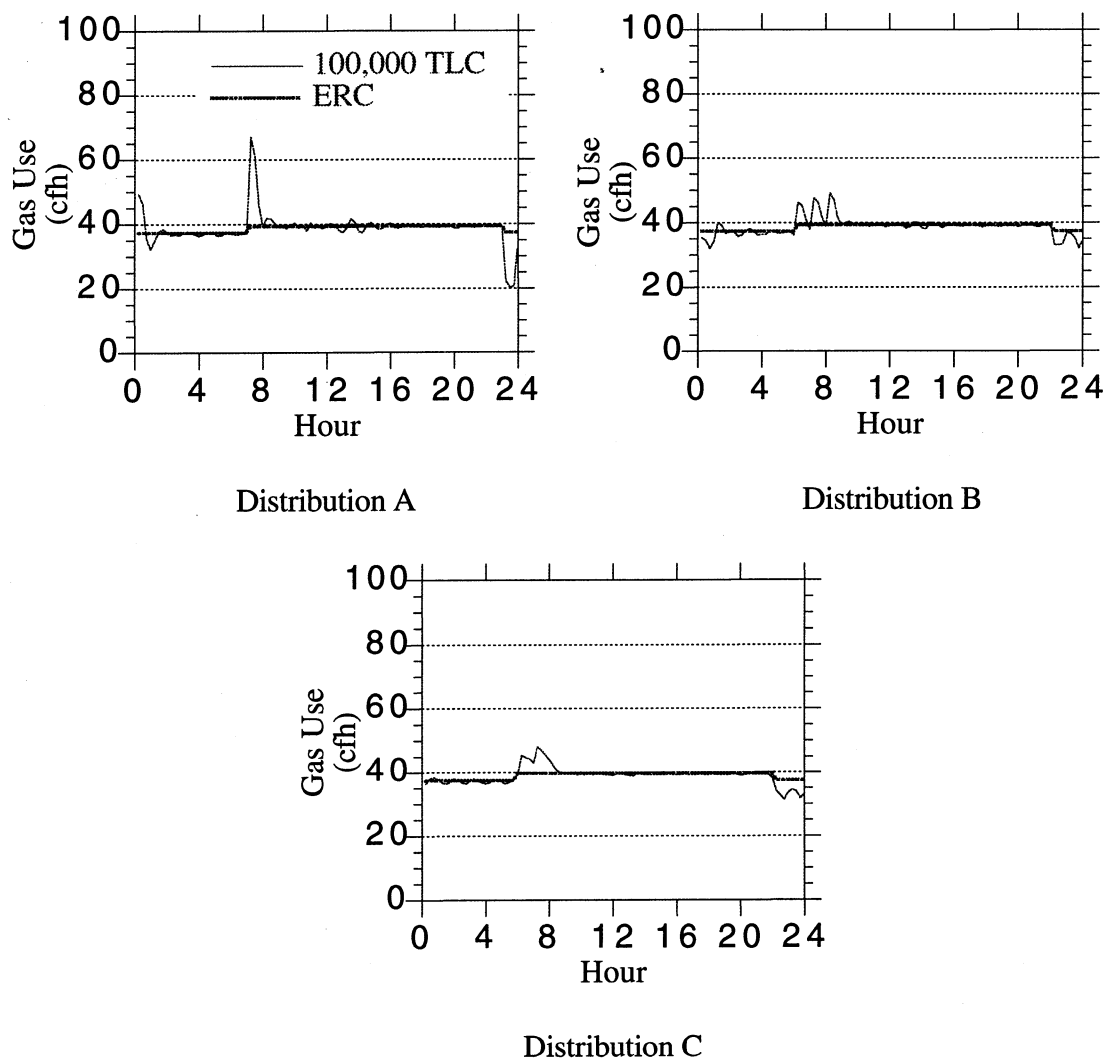 100
80
60
40
20
0
Gas Use
(cfh)
100,000 TLC
ERC
0 4 8 12 16 20 24
Hour
Distribution A
100
80
60
40
20
0
Gas Use
(cfh)
0 4 8 12 16 20 24
Hour
Distribution B
100
80
60
40
20
0
Gas Use
(cfh)
0 4 8 12 16 20 24
Hour
Distribution C